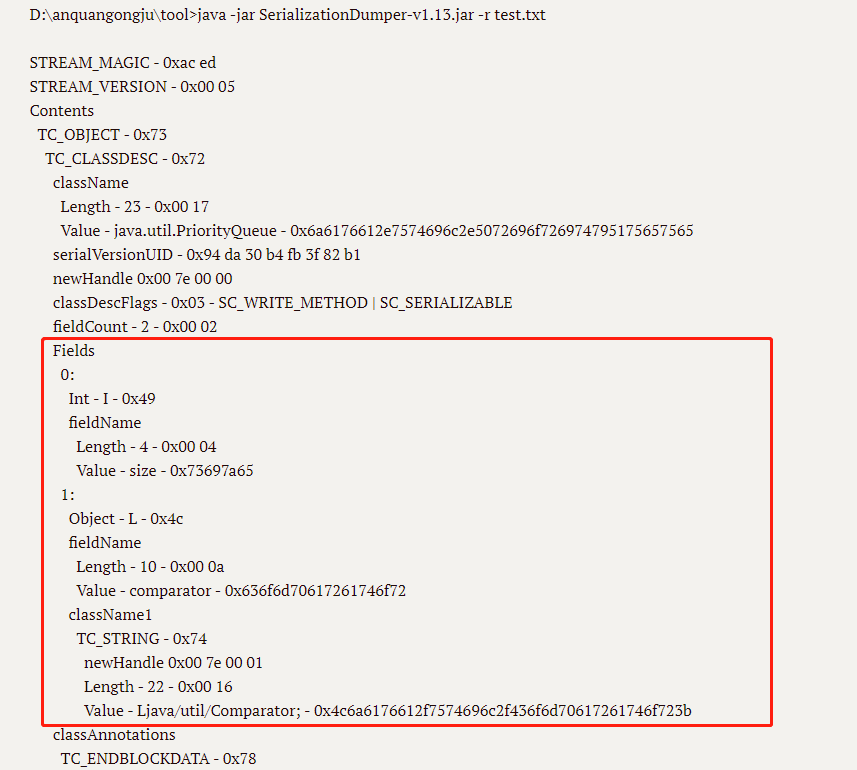 D:\anquangongju\tool>java -jar SerializationDumper-v1.13.jar -r test.txt
STREAM_MAGIC - 0xac ed
STREAM_VERSION - 0x00 05
Contents
TC_OBJECT - 0x73
TC_CLASSDESC - 0x72
className
Length - 23 - 0x00 17
Value - java.util.PriorityQueue - 0x6a6176612e7574696c2e5072696f726974795175657565
serialVersionUID - 0x94 da 30 b4 fb 3f 82 b1
newHandle 0x00 7e 00 00
classDescFlags - 0x03 - SC_WRITE_METHOD | SC_SERIALIZABLE
fieldCount - 2 - 0x00 02
Fields
0:
Int - I - 0x49
fieldName
Length - 4 - 0x00 04
Value - size - 0x73697a65
1:
Object - L - 0x4c
fieldName
Length - 10 - 0x00 0a
Value - comparator - 0x636f6d70617261746f72
className1
TC_STRING - 0x74
newHandle 0x00 7e 00 01
Length - 22 - 0x00 16
Value - Ljava/util/Comparator; - 0x4c6a6176612f7574696c2f436f6d70617261746f723b
classAnnotations
TC_ENDBLOCKDATA - 0x78